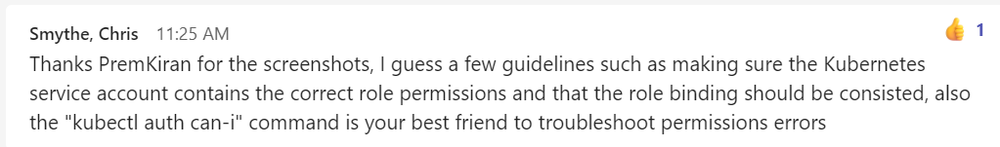 Smythe, Chris 11:25 AM 👍 1
Thanks PremKiran for the screenshots, I guess a few guidelines such as making sure the Kubernetes
service account contains the correct role permissions and that the role binding should be consisted, also
the "kubectl auth can-i" command is your best friend to troubleshoot permissions errors